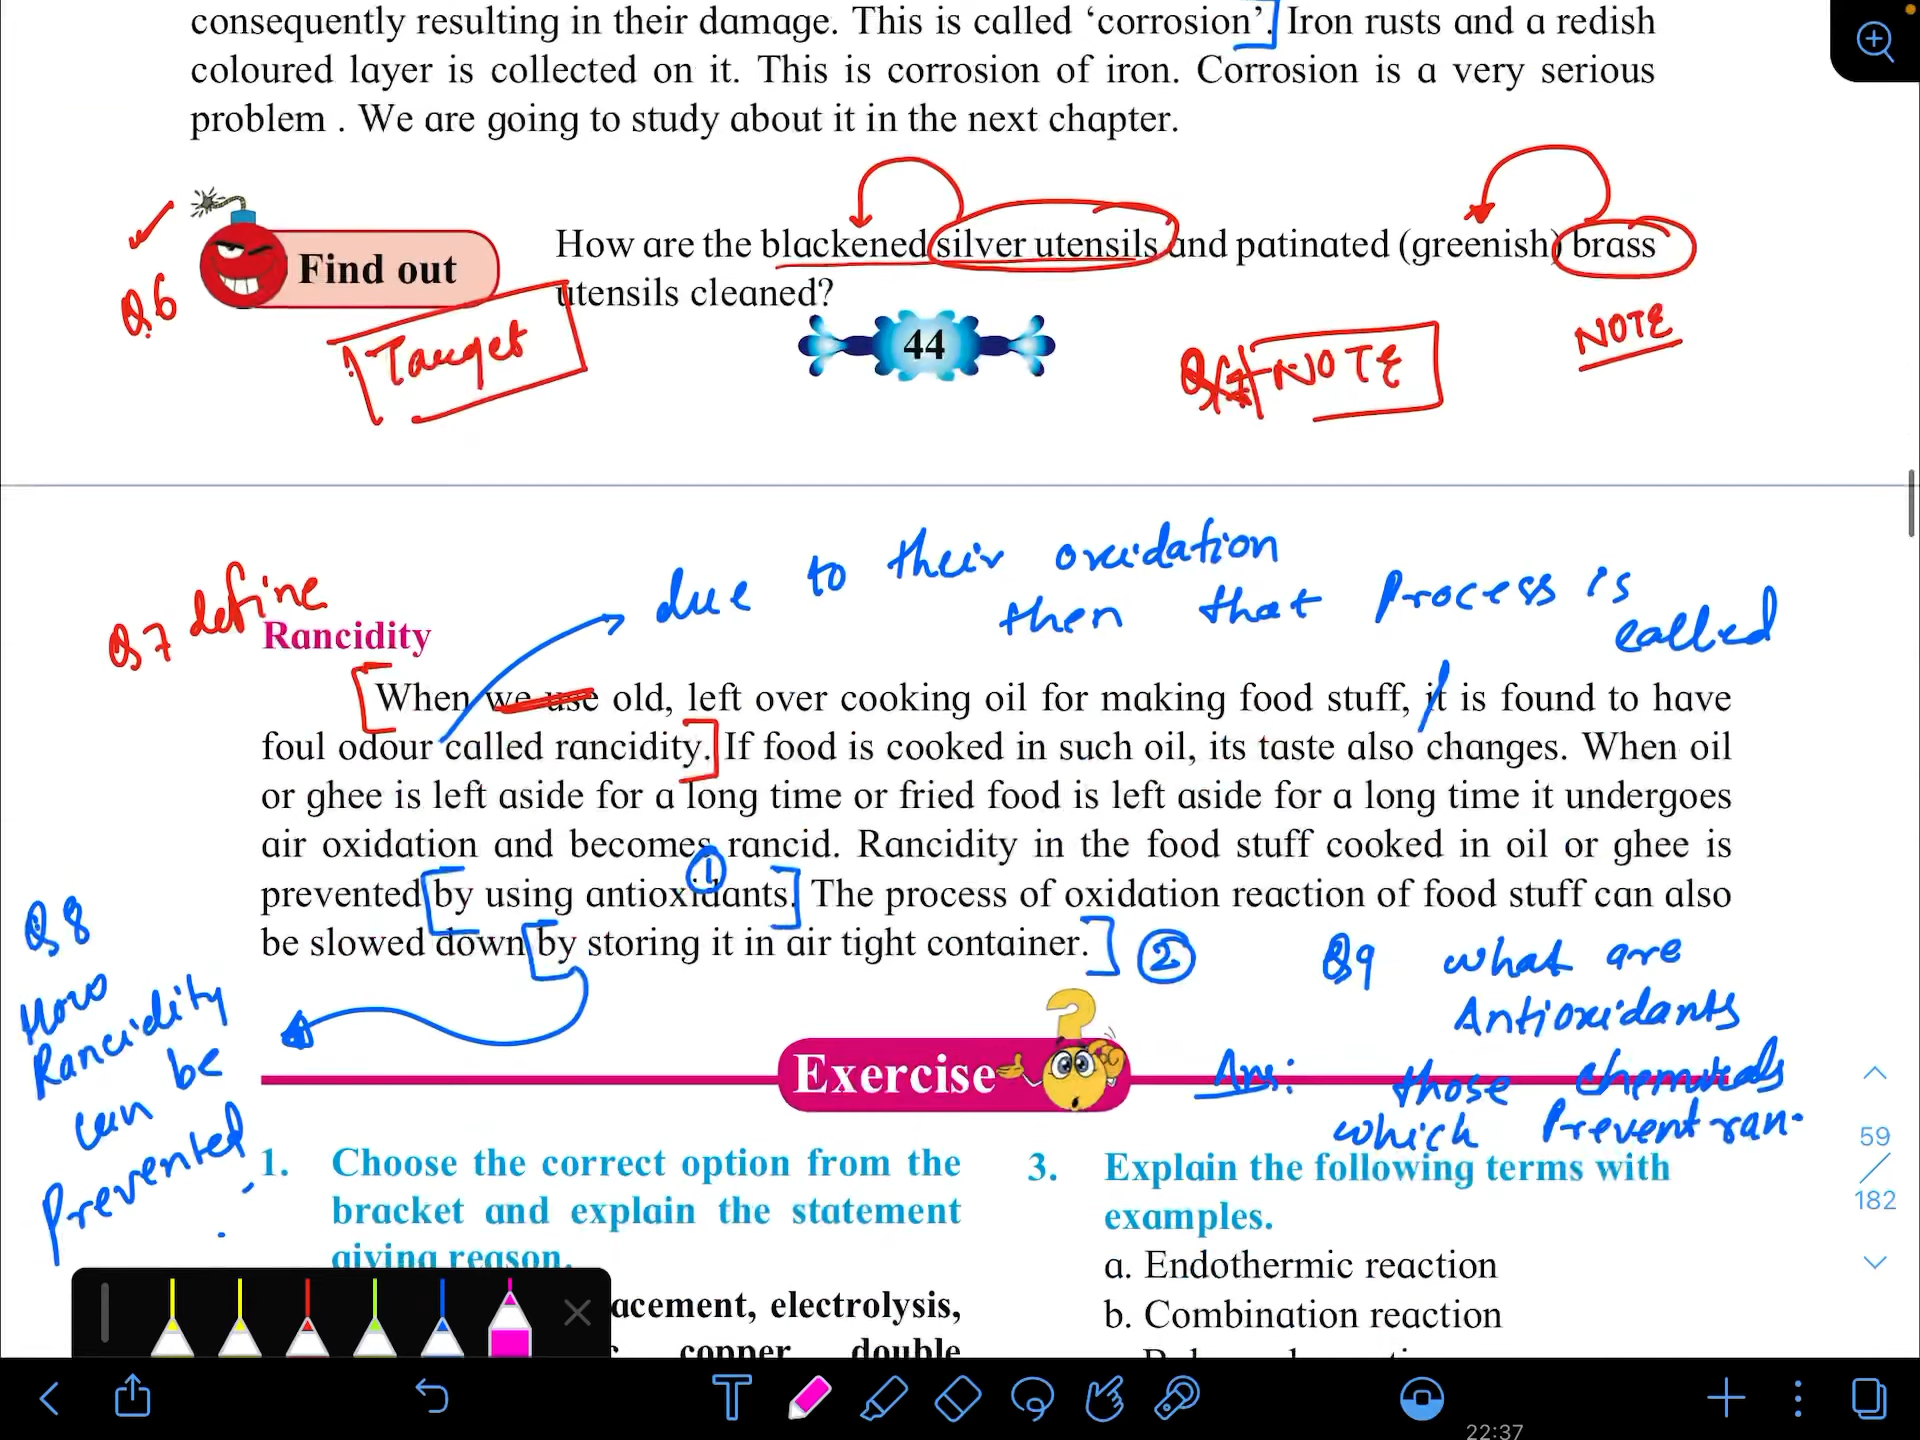 consequently resulting in their damage. This is called ‘corrosion’. Iron rusts and a redish
coloured layer is collected on it. This is corrosion of iron. Corrosion is a very serious
problem . We are going to study about it in the next chapter.
Q6
Find out
How are the blackened silver utensils and patinated (greenish) brass
utensils cleaned?
Target
44
NOTE
NOTE
due to their oxidation
then that process is
called
Q7 define
Rancidity
When we use old, left over cooking oil for making food stuff, it is found to have
foul odour called rancidity. If food is cooked in such oil, its taste also changes. When oil
or ghee is left aside for a long time or fried food is left aside for a long time it undergoes
air oxidation and becomes rancid. Rancidity in the food stuff cooked in oil or ghee is
prevented by using antioxidants. The process of oxidation reaction of food stuff can also
be slowed down by storing it in air tight container.
1
2
Q8
How
Rancidity
can be
Prevented
Q9 what are
Antioxidants
Ans: those chemicals
which Prevent ran.
Exercise
1. Choose the correct option from the
bracket and explain the statement
giving reason.
acement, electrolysis,
copper, double
3. Explain the following terms with
examples.
a. Endothermic reaction
b. Combination reaction
59
182
T
22:37